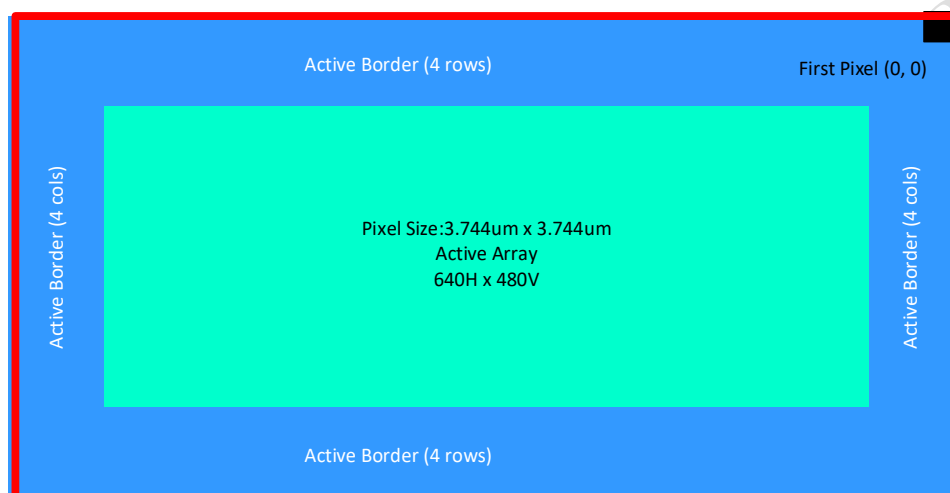 Active Border (4 rows)
First Pixel (0, 0)
Active Border (4 cols)
Pixel Size:3.744um x 3.744um
Active Array
640H x 480V
Active Border (4 cols)
Active Border (4 rows)